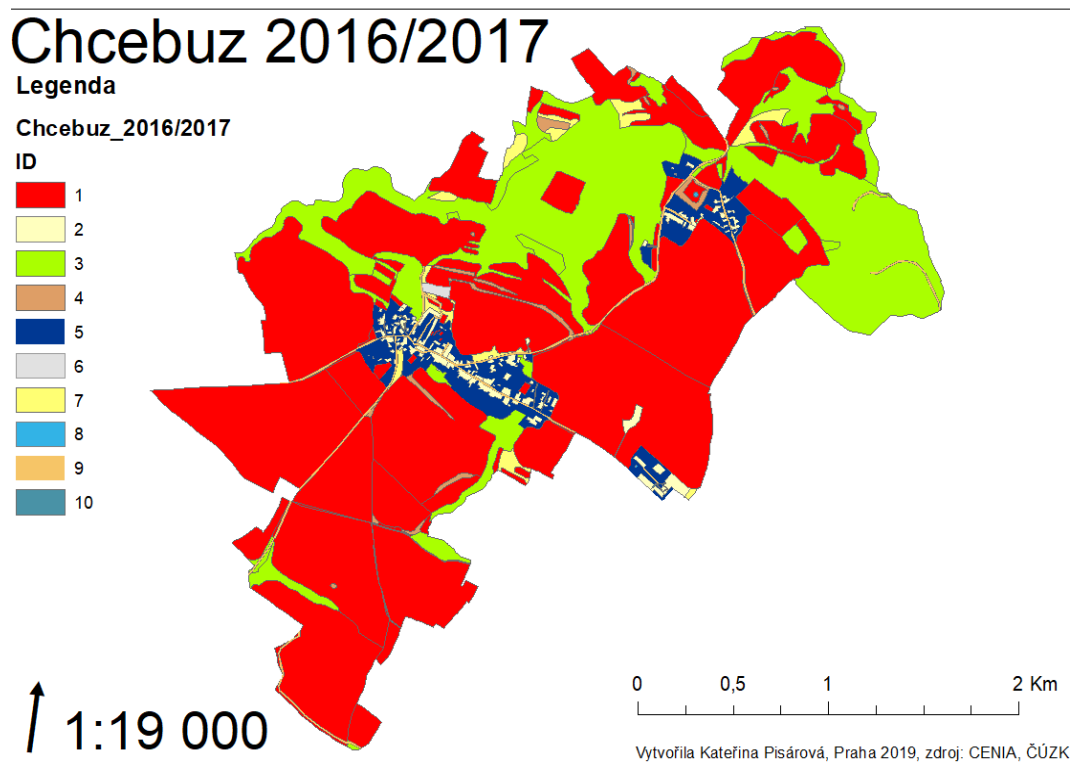 Chcebuz 2016/2017
Legenda
Chcebuz_2016/2017
ID
1
2
3
4
5
6
7
8
9
10
1:19 000
0 0,5 1 2 Km
Vytvořila Kateřina Pisárová, Praha 2019, zdroj: CENIA, ČÚZK